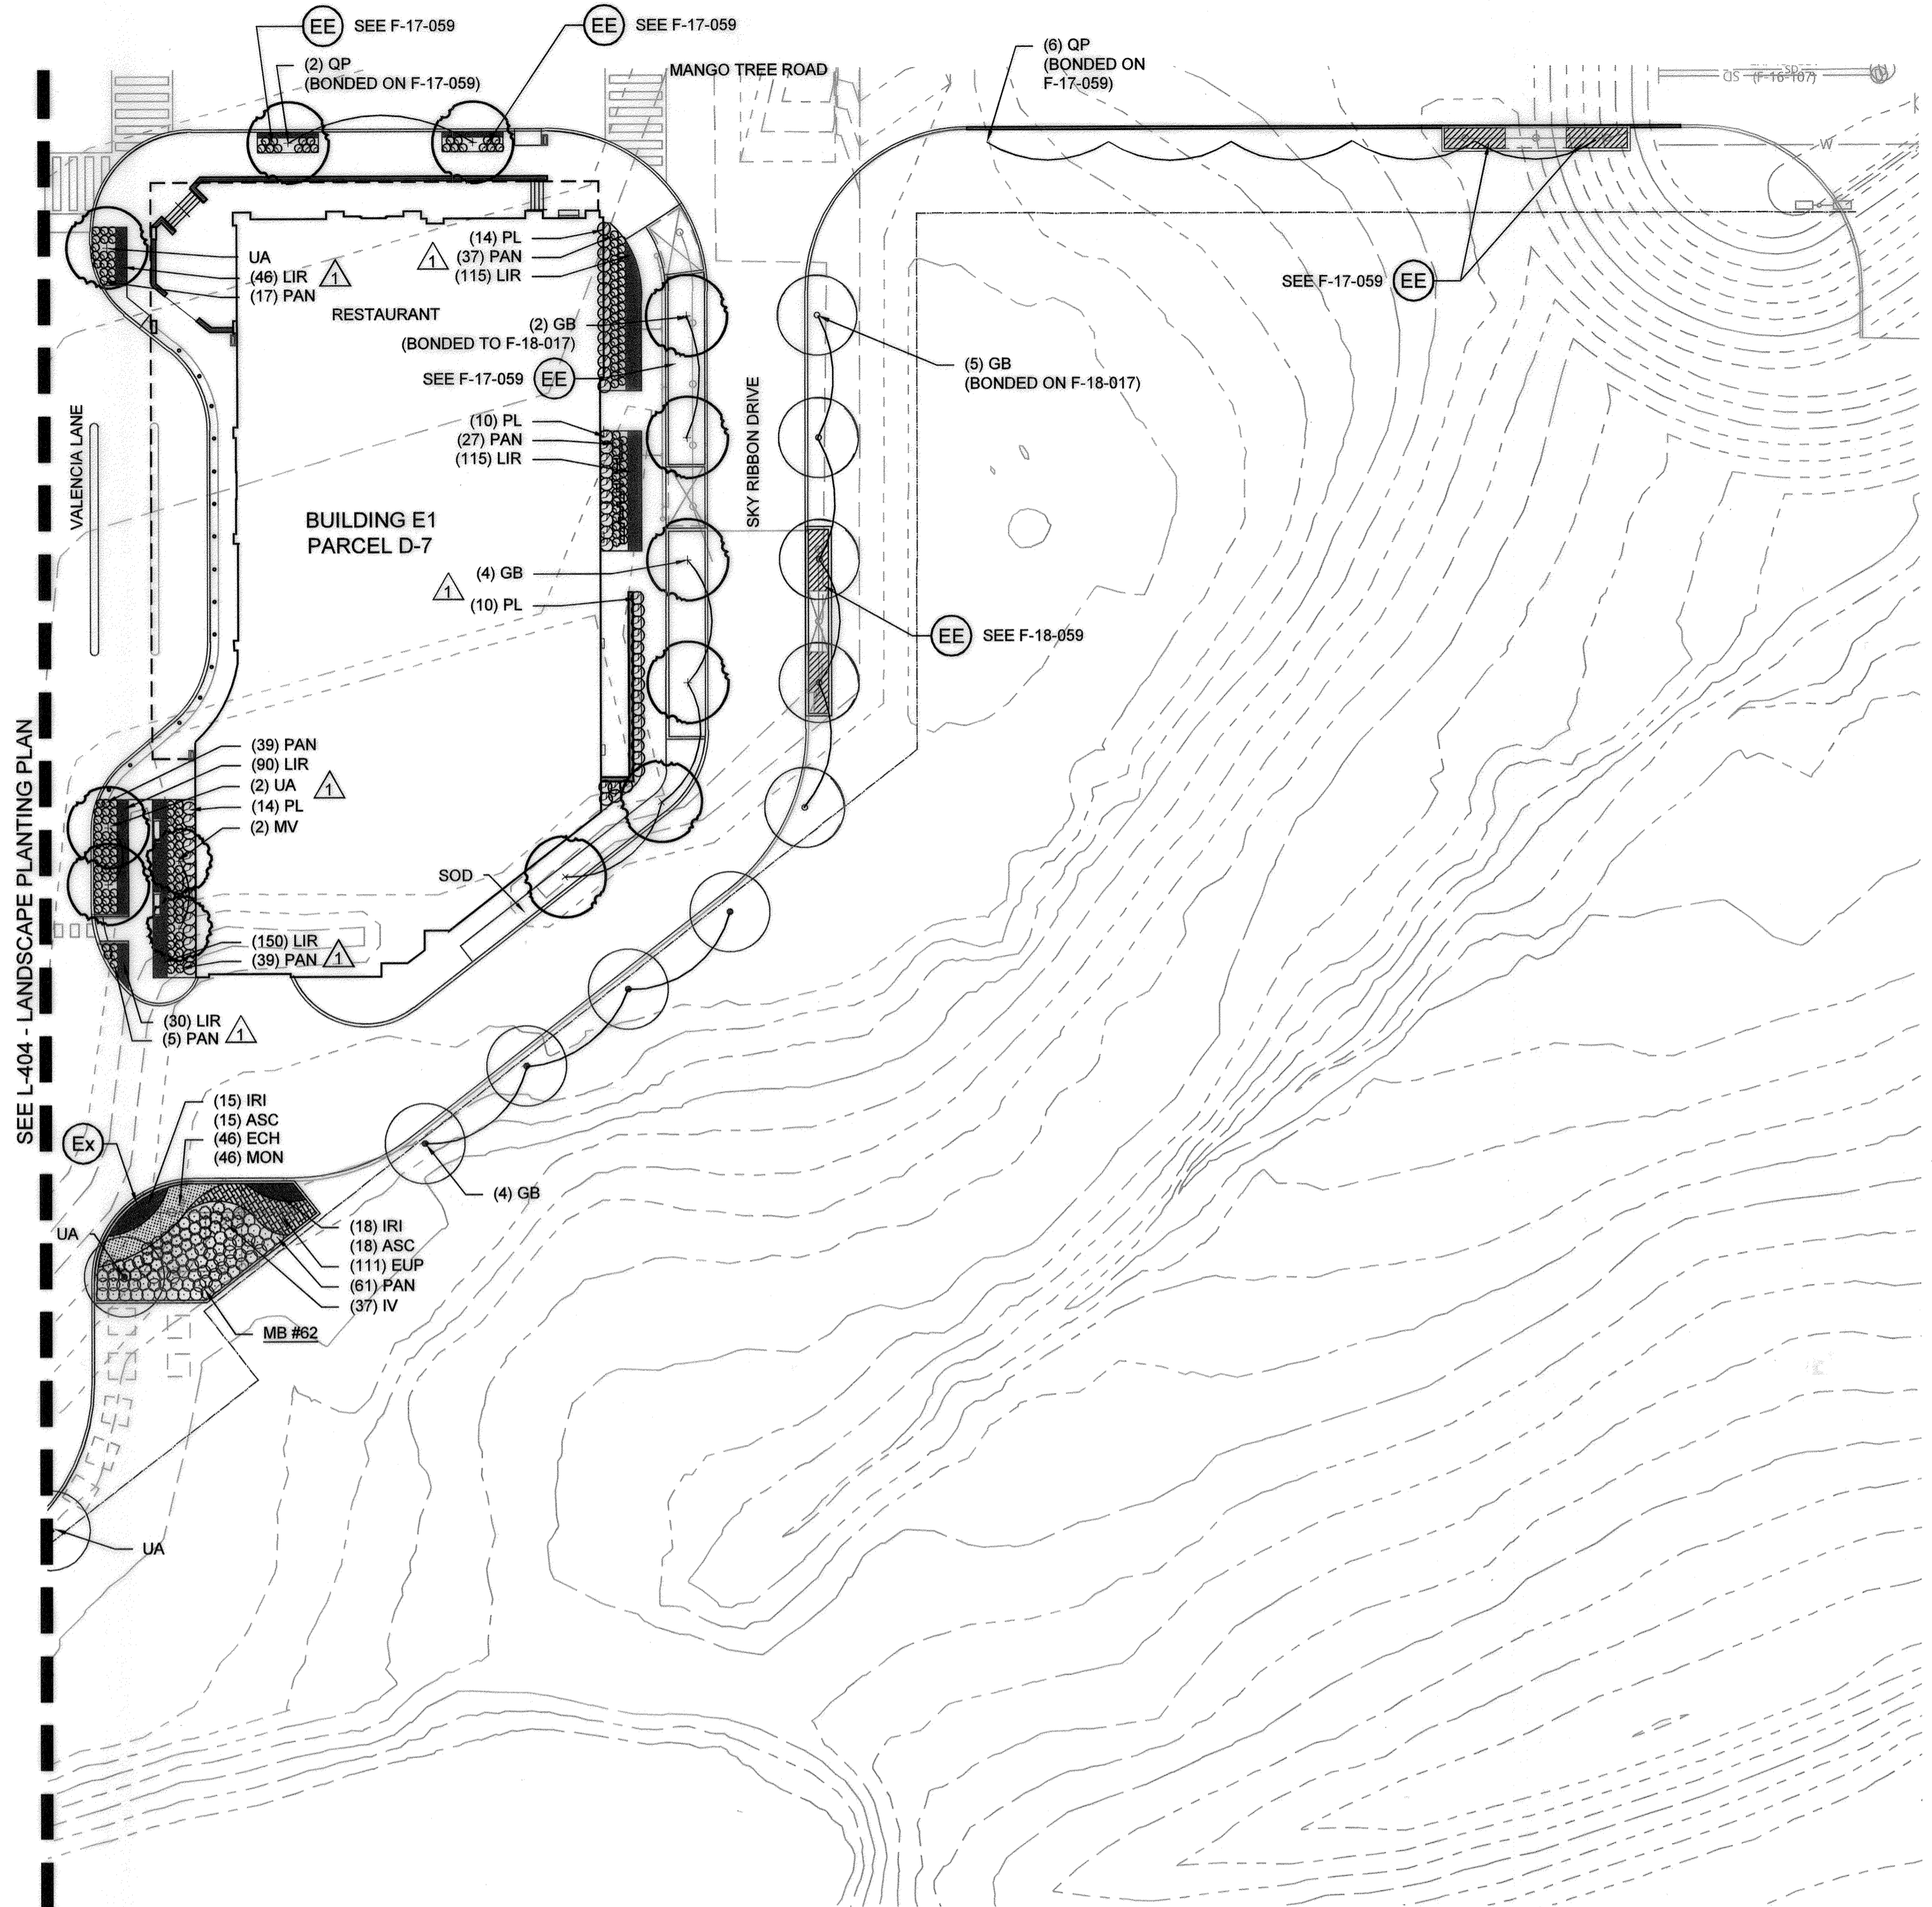 EE SEE F-17-059
EE SEE F-17-059
(2) QP
(BONDED ON F-17-059)
MANGO TREE ROAD
(6) QP
(BONDED ON
F-17-059)
SD
(F-16-107)
W
UA
(46) LIR
(17) PAN
1
(14) PL
(37) PAN
(115) LIR
1
RESTAURANT
(2) GB
(BONDED TO F-18-017)
SEE F-17-059 EE
SEE F-17-059 EE
(5) GB
(BONDED ON F-18-017)
VALENCIA LANE
SKY RIBBON DRIVE
(10) PL
(27) PAN
(115) LIR
BUILDING E1
PARCEL D-7
(4) GB
1
(10) PL
EE SEE F-18-059
SEE L-404 - LANDSCAPE PLANTING PLAN
(39) PAN
(90) LIR
(2) UA
1
(14) PL
(2) MV
SOD
(150) LIR
(39) PAN
1
(30) LIR
(5) PAN
1
Ex
(15) IRI
(15) ASC
(46) ECH
(46) MON
(4) GB
UA
(18) IRI
(18) ASC
(111) EUP
(61) PAN
(37) IV
MB #62
UA